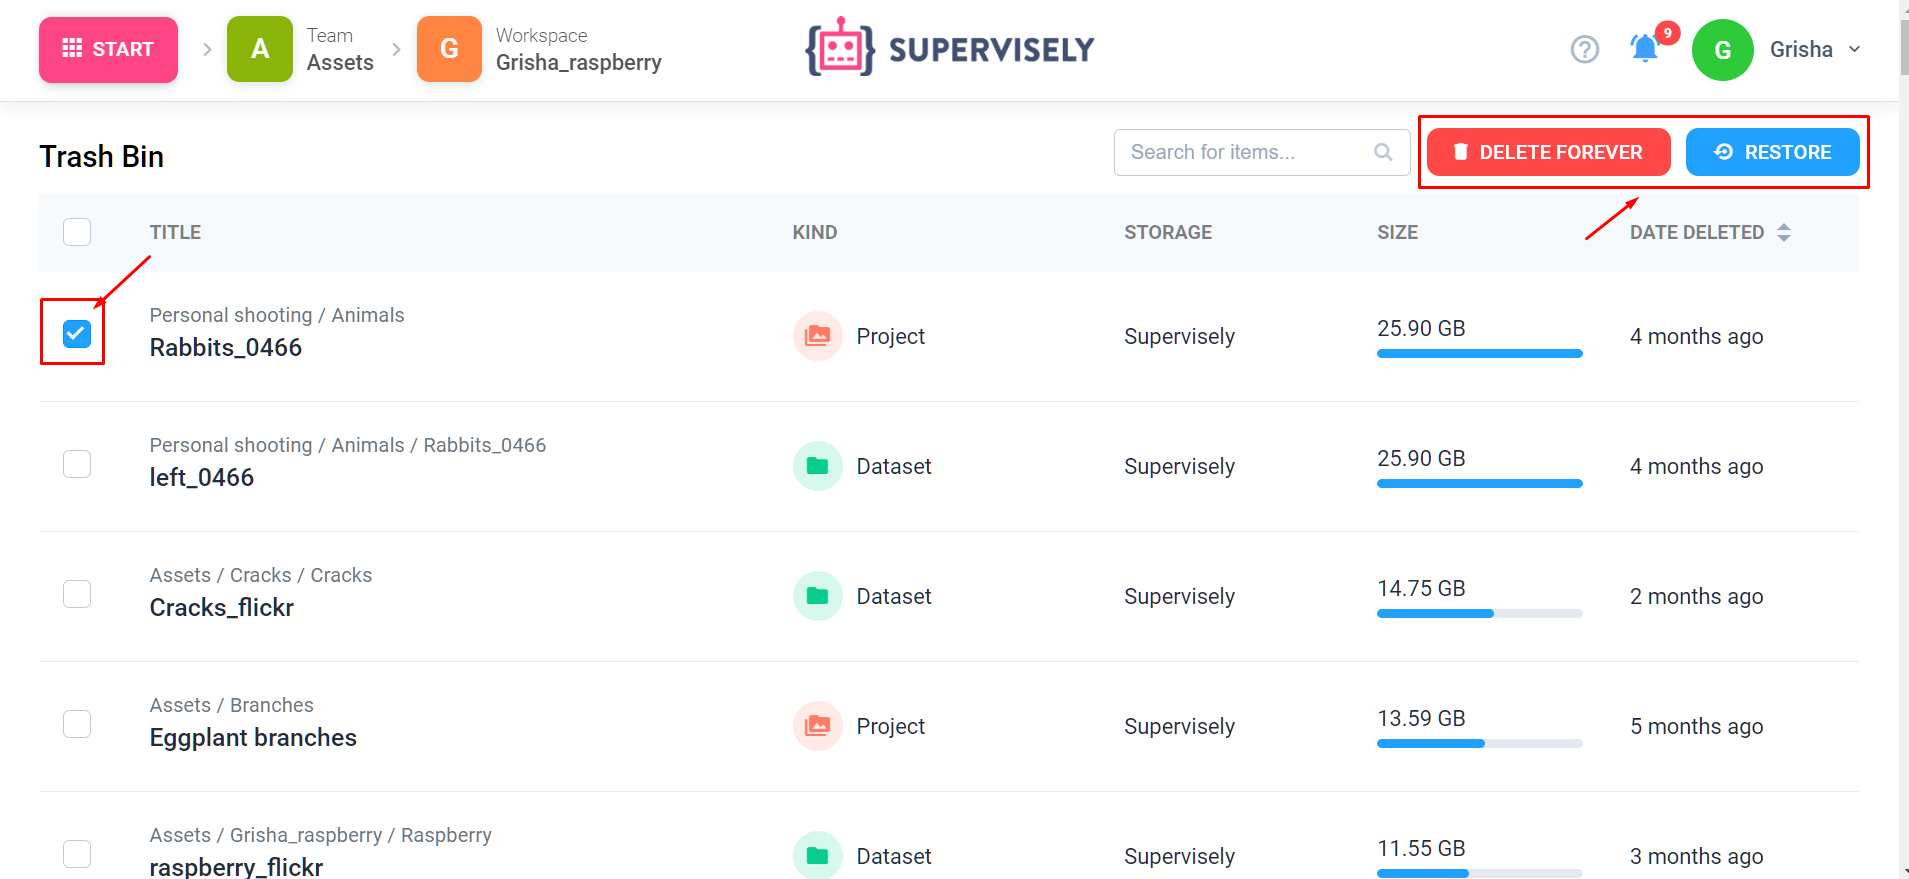 START
A
Team
Assets
G
Workspace
Grisha_raspberry
SUPERVISELY
9
G
Grisha
Trash Bin
Search for items...
DELETE FOREVER
RESTORE
TITLE KIND STORAGE SIZE DATE DELETED
Personal shooting / Animals
Rabbits_0466
Project
Supervisely
25.90 GB
4 months ago
Personal shooting / Animals / Rabbits_0466
left_0466
Dataset
Supervisely
25.90 GB
4 months ago
Assets / Cracks / Cracks
Cracks_flickr
Dataset
Supervisely
14.75 GB
2 months ago
Assets / Branches
Eggplant branches
Project
Supervisely
13.59 GB
5 months ago
Assets / Grisha_raspberry / Raspberry
raspberry_flickr
Dataset
Supervisely
11.55 GB
3 months ago